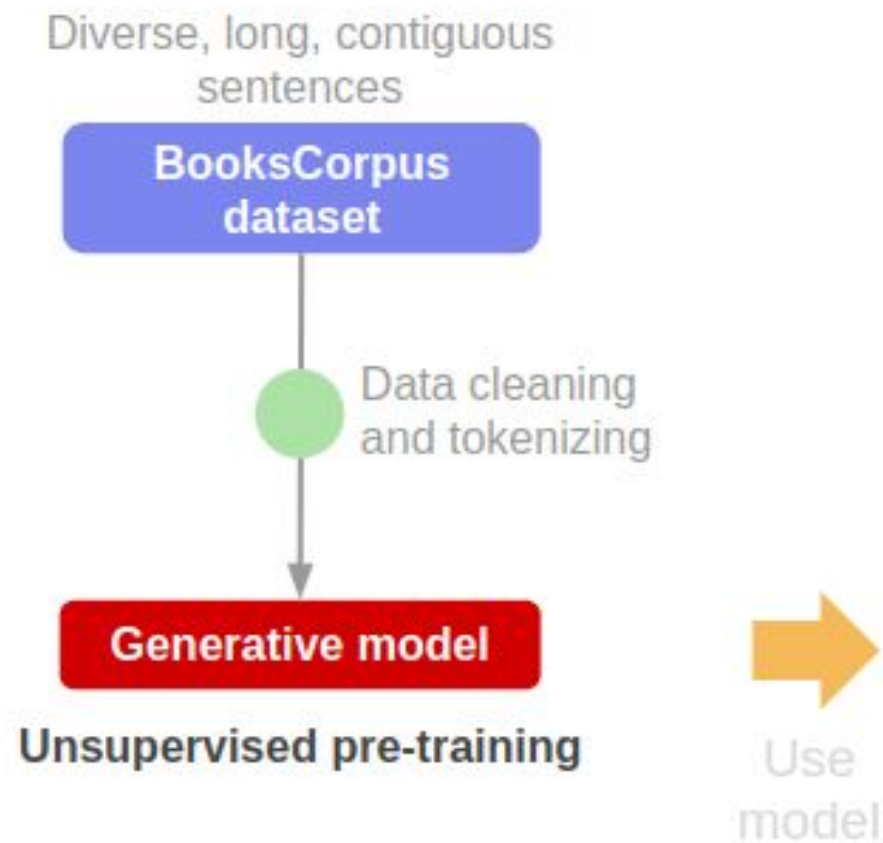 Diverse, long, contiguous
sentences
BooksCorpus
dataset
Data cleaning
and tokenizing
Generative model
Unsupervised pre-training
Use
model